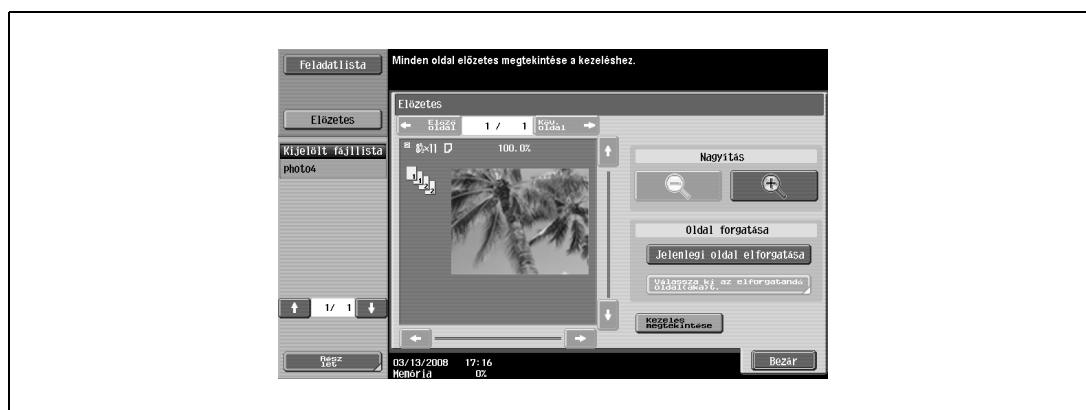 Feladatlista
Minden oldal előzetes megtekintése a kezeléshez.
Előzetes
Előzetes
Előző
oldal
1 / 1
Köv.
oldal
Kijelölt fájllista
photo4
100.0%
Nagyítás
Oldal forgatása
Jelenlegi oldal elforgatása
Válassza ki az elforgatandó
oldal(aka)t.
1/ 1
Kezelés
megtekintése
Rész
let
03/13/2008 17:16
Memória 0%
Bezár